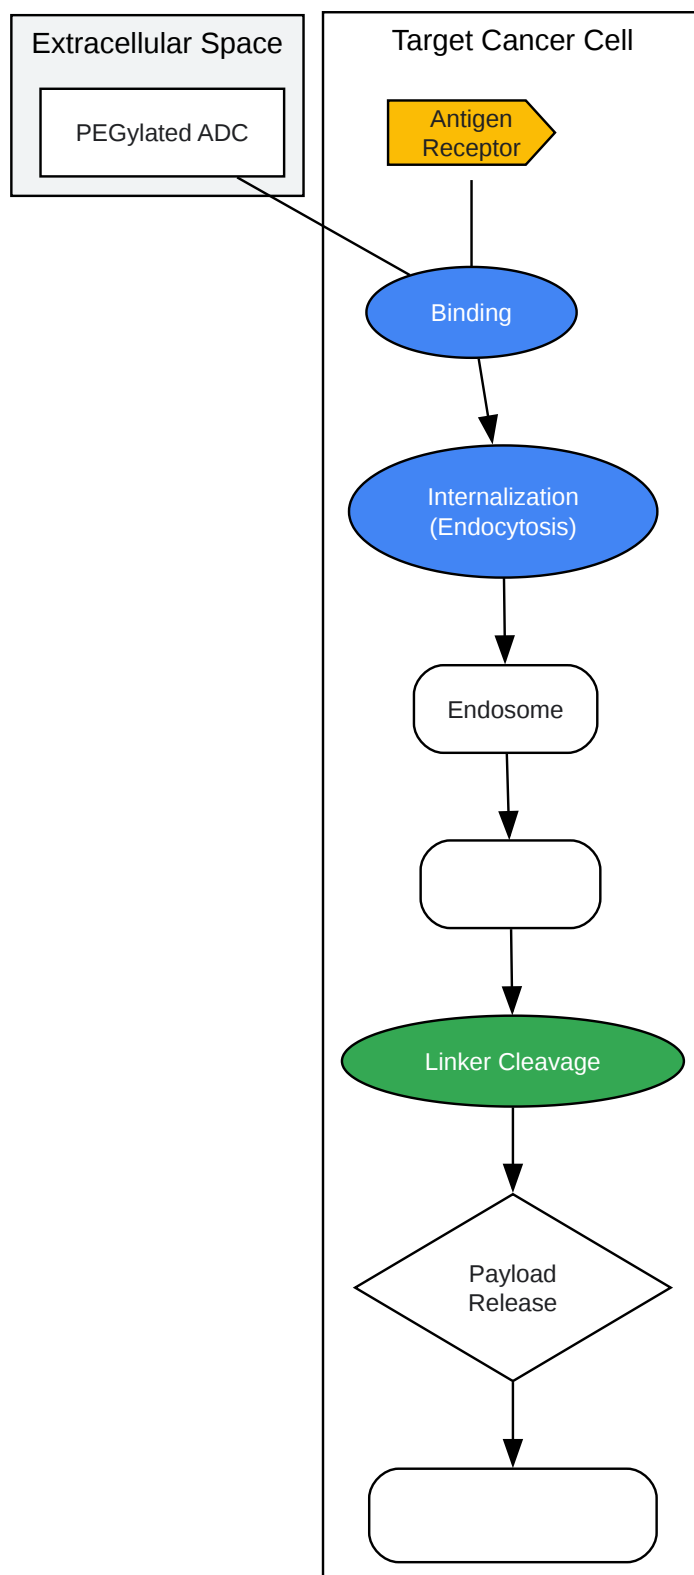 Extracellular Space
PEGylated ADC
Target Cancer Cell
Antigen
Receptor
Binding
Internalization
(Endocytosis)
Endosome
Linker Cleavage
Payload
Release